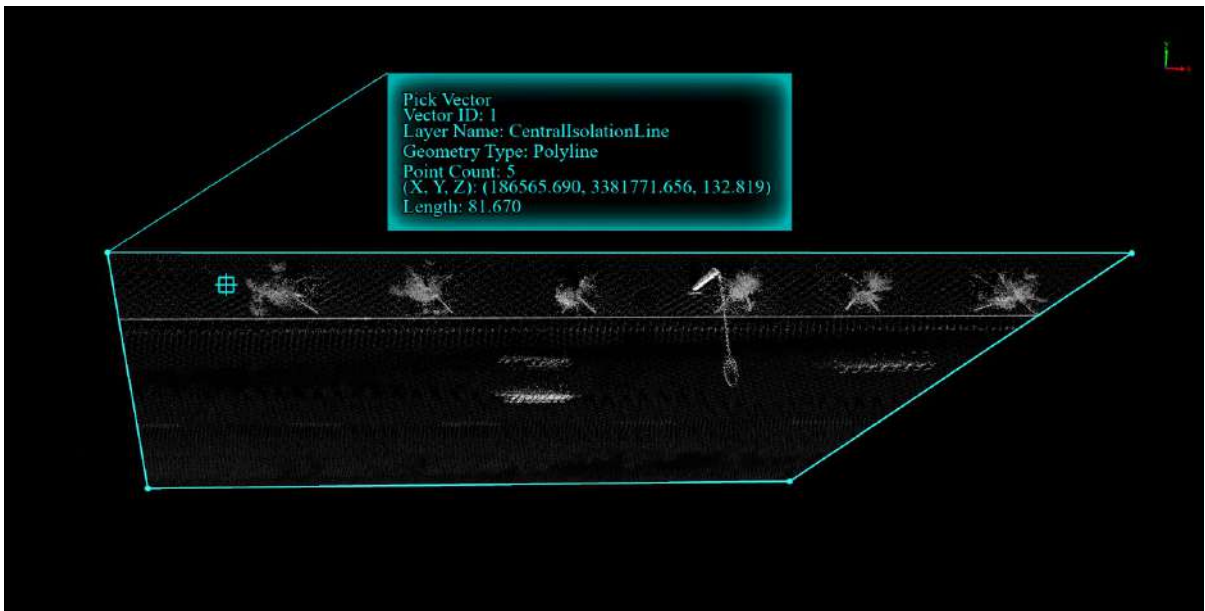 Pick Vector
Vector ID: 1
Layer Name: CentralIsolationLine
Geometry Type: Polyline
Point Count: 5
(X, Y, Z): (186565.690, 3381771.656, 132.819)
Length: 81.670